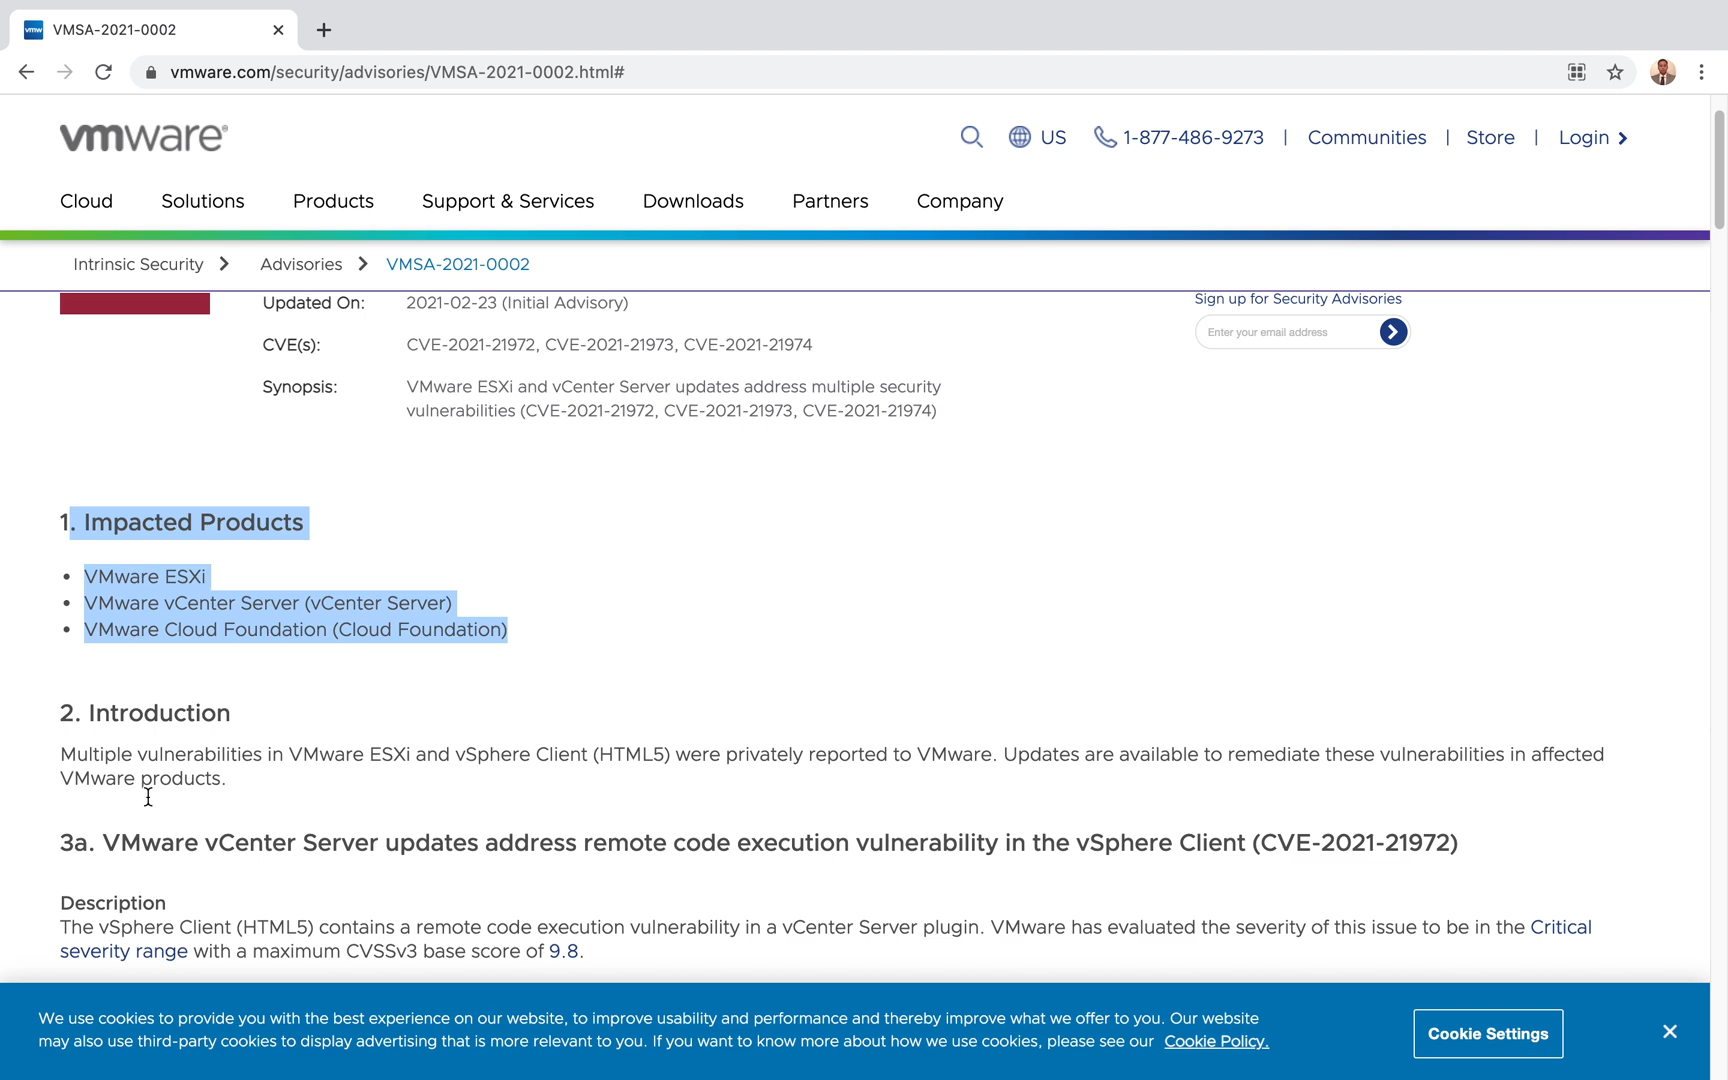 vmw VMSA-2021-0002
vmware.com/security/advisories/VMSA-2021-0002.html#
vmware®
US 1-877-486-9273 | Communities | Store | Login
Cloud Solutions Products Support & Services Downloads Partners Company
Intrinsic Security Advisories VMSA-2021-0002
Updated On: 2021-02-23 (Initial Advisory)
Sign up for Security Advisories
Enter your email address
CVE(s): CVE-2021-21972, CVE-2021-21973, CVE-2021-21974
Synopsis: VMware ESXi and vCenter Server updates address multiple security
vulnerabilities (CVE-2021-21972, CVE-2021-21973, CVE-2021-21974)
1. Impacted Products
• VMware ESXi
• VMware vCenter Server (vCenter Server)
• VMware Cloud Foundation (Cloud Foundation)
2. Introduction
Multiple vulnerabilities in VMware ESXi and vSphere Client (HTML5) were privately reported to VMware. Updates are available to remediate these vulnerabilities in affected
VMware products.
3a. VMware vCenter Server updates address remote code execution vulnerability in the vSphere Client (CVE-2021-21972)
Description
The vSphere Client (HTML5) contains a remote code execution vulnerability in a vCenter Server plugin. VMware has evaluated the severity of this issue to be in the Critical
severity range with a maximum CVSSv3 base score of 9.8.
We use cookies to provide you with the best experience on our website, to improve usability and performance and thereby improve what we offer to you. Our website
may also use third-party cookies to display advertising that is more relevant to you. If you want to know more about how we use cookies, please see our Cookie Policy.
Cookie Settings